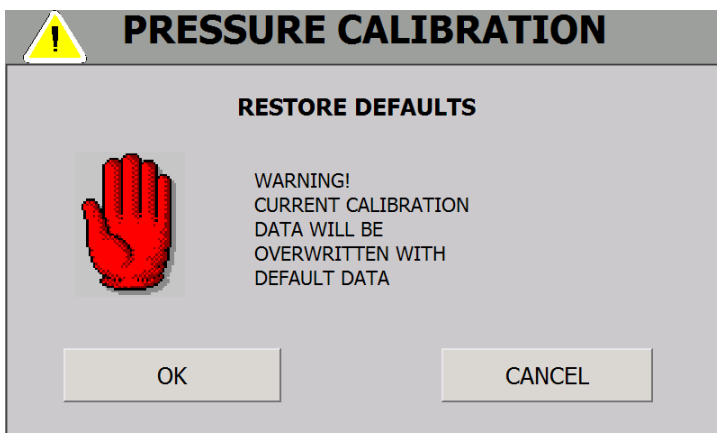 PRESSURE CALIBRATION
RESTORE DEFAULTS
WARNING!
CURRENT CALIBRATION
DATA WILL BE
OVERWRITTEN WITH
DEFAULT DATA
OK
CANCEL